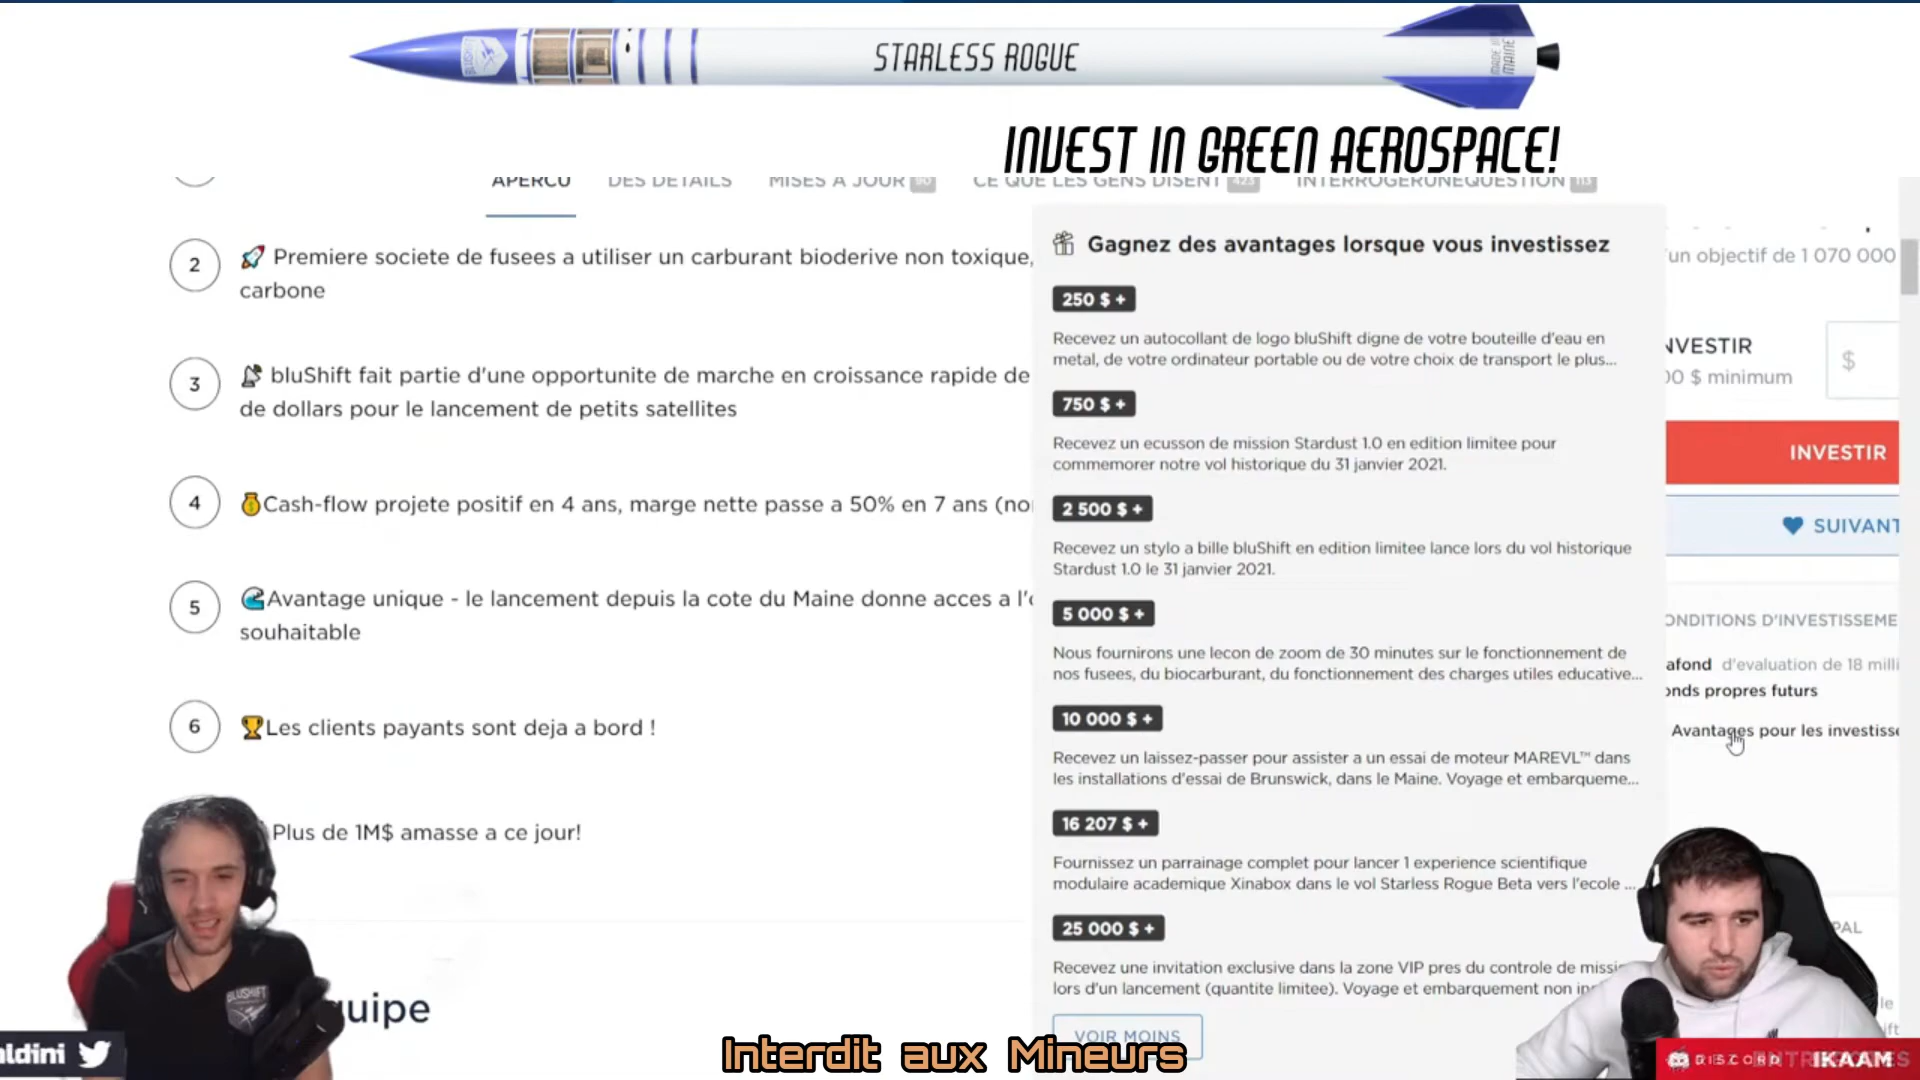 BLUSHIFT
STARLESS ROGUE
MADE IN MAINE
INVEST IN GREEN AEROSPACE!
APERÇU DES DÉTAILS MISES À JOUR 90 CE QUE LES GENS DISENT 423 INTERROGERUNEQUESTION 113
2 Premiere societe de fusees a utiliser un carburant bioderive non toxique,
carbone
3 bluShift fait partie d'une opportunite de marche en croissance rapide de
de dollars pour le lancement de petits satellites
4 Cash-flow projete positif en 4 ans, marge nette passe a 50% en 7 ans (no
5 Avantage unique - le lancement depuis la cote du Maine donne acces a l'
souhaitable
6 Les clients payants sont deja a bord !
Plus de 1M$ amasse a ce jour!
uipe
Gagnez des avantages lorsque vous investissez
250 $ +
Recevez un autocollant de logo bluShift digne de votre bouteille d'eau en
metal, de votre ordinateur portable ou de votre choix de transport le plus...
750 $ +
Recevez un ecusson de mission Stardust 1.0 en edition limitee pour
commemorer notre vol historique du 31 janvier 2021.
2 500 $ +
Recevez un stylo a bille bluShift en edition limitee lance lors du vol historique
Stardust 1.0 le 31 janvier 2021.
5 000 $ +
Nous fournirons une lecon de zoom de 30 minutes sur le fonctionnement de
nos fusees, du biocarburant, du fonctionnement des charges utiles educative...
10 000 $ +
Recevez un laissez-passer pour assister a un essai de moteur MAREVL™ dans
les installations d'essai de Brunswick, dans le Maine. Voyage et embarqueme...
16 207 $ +
Fournissez un parrainage complet pour lancer 1 experience scientifique
modulaire academique Xinabox dans le vol Starless Rogue Beta vers l'ecole ...
25 000 $ +
Recevez une invitation exclusive dans la zone VIP pres du controle de missi
lors d'un lancement (quantite limitee). Voyage et embarquement non in
VOIR MOINS
'un objectif de 1 070 000
NVESTIR
00 $ minimum
$
INVESTIR
SUIVANT
ONDITIONS D'INVESTISSEME
afond d'evaluation de 18 milli
onds propres futurs
Avantages pour les investisse
PAL
BLUSHIFT
aldini
Interdit aux Mineurs
DISCORD
IKAAM